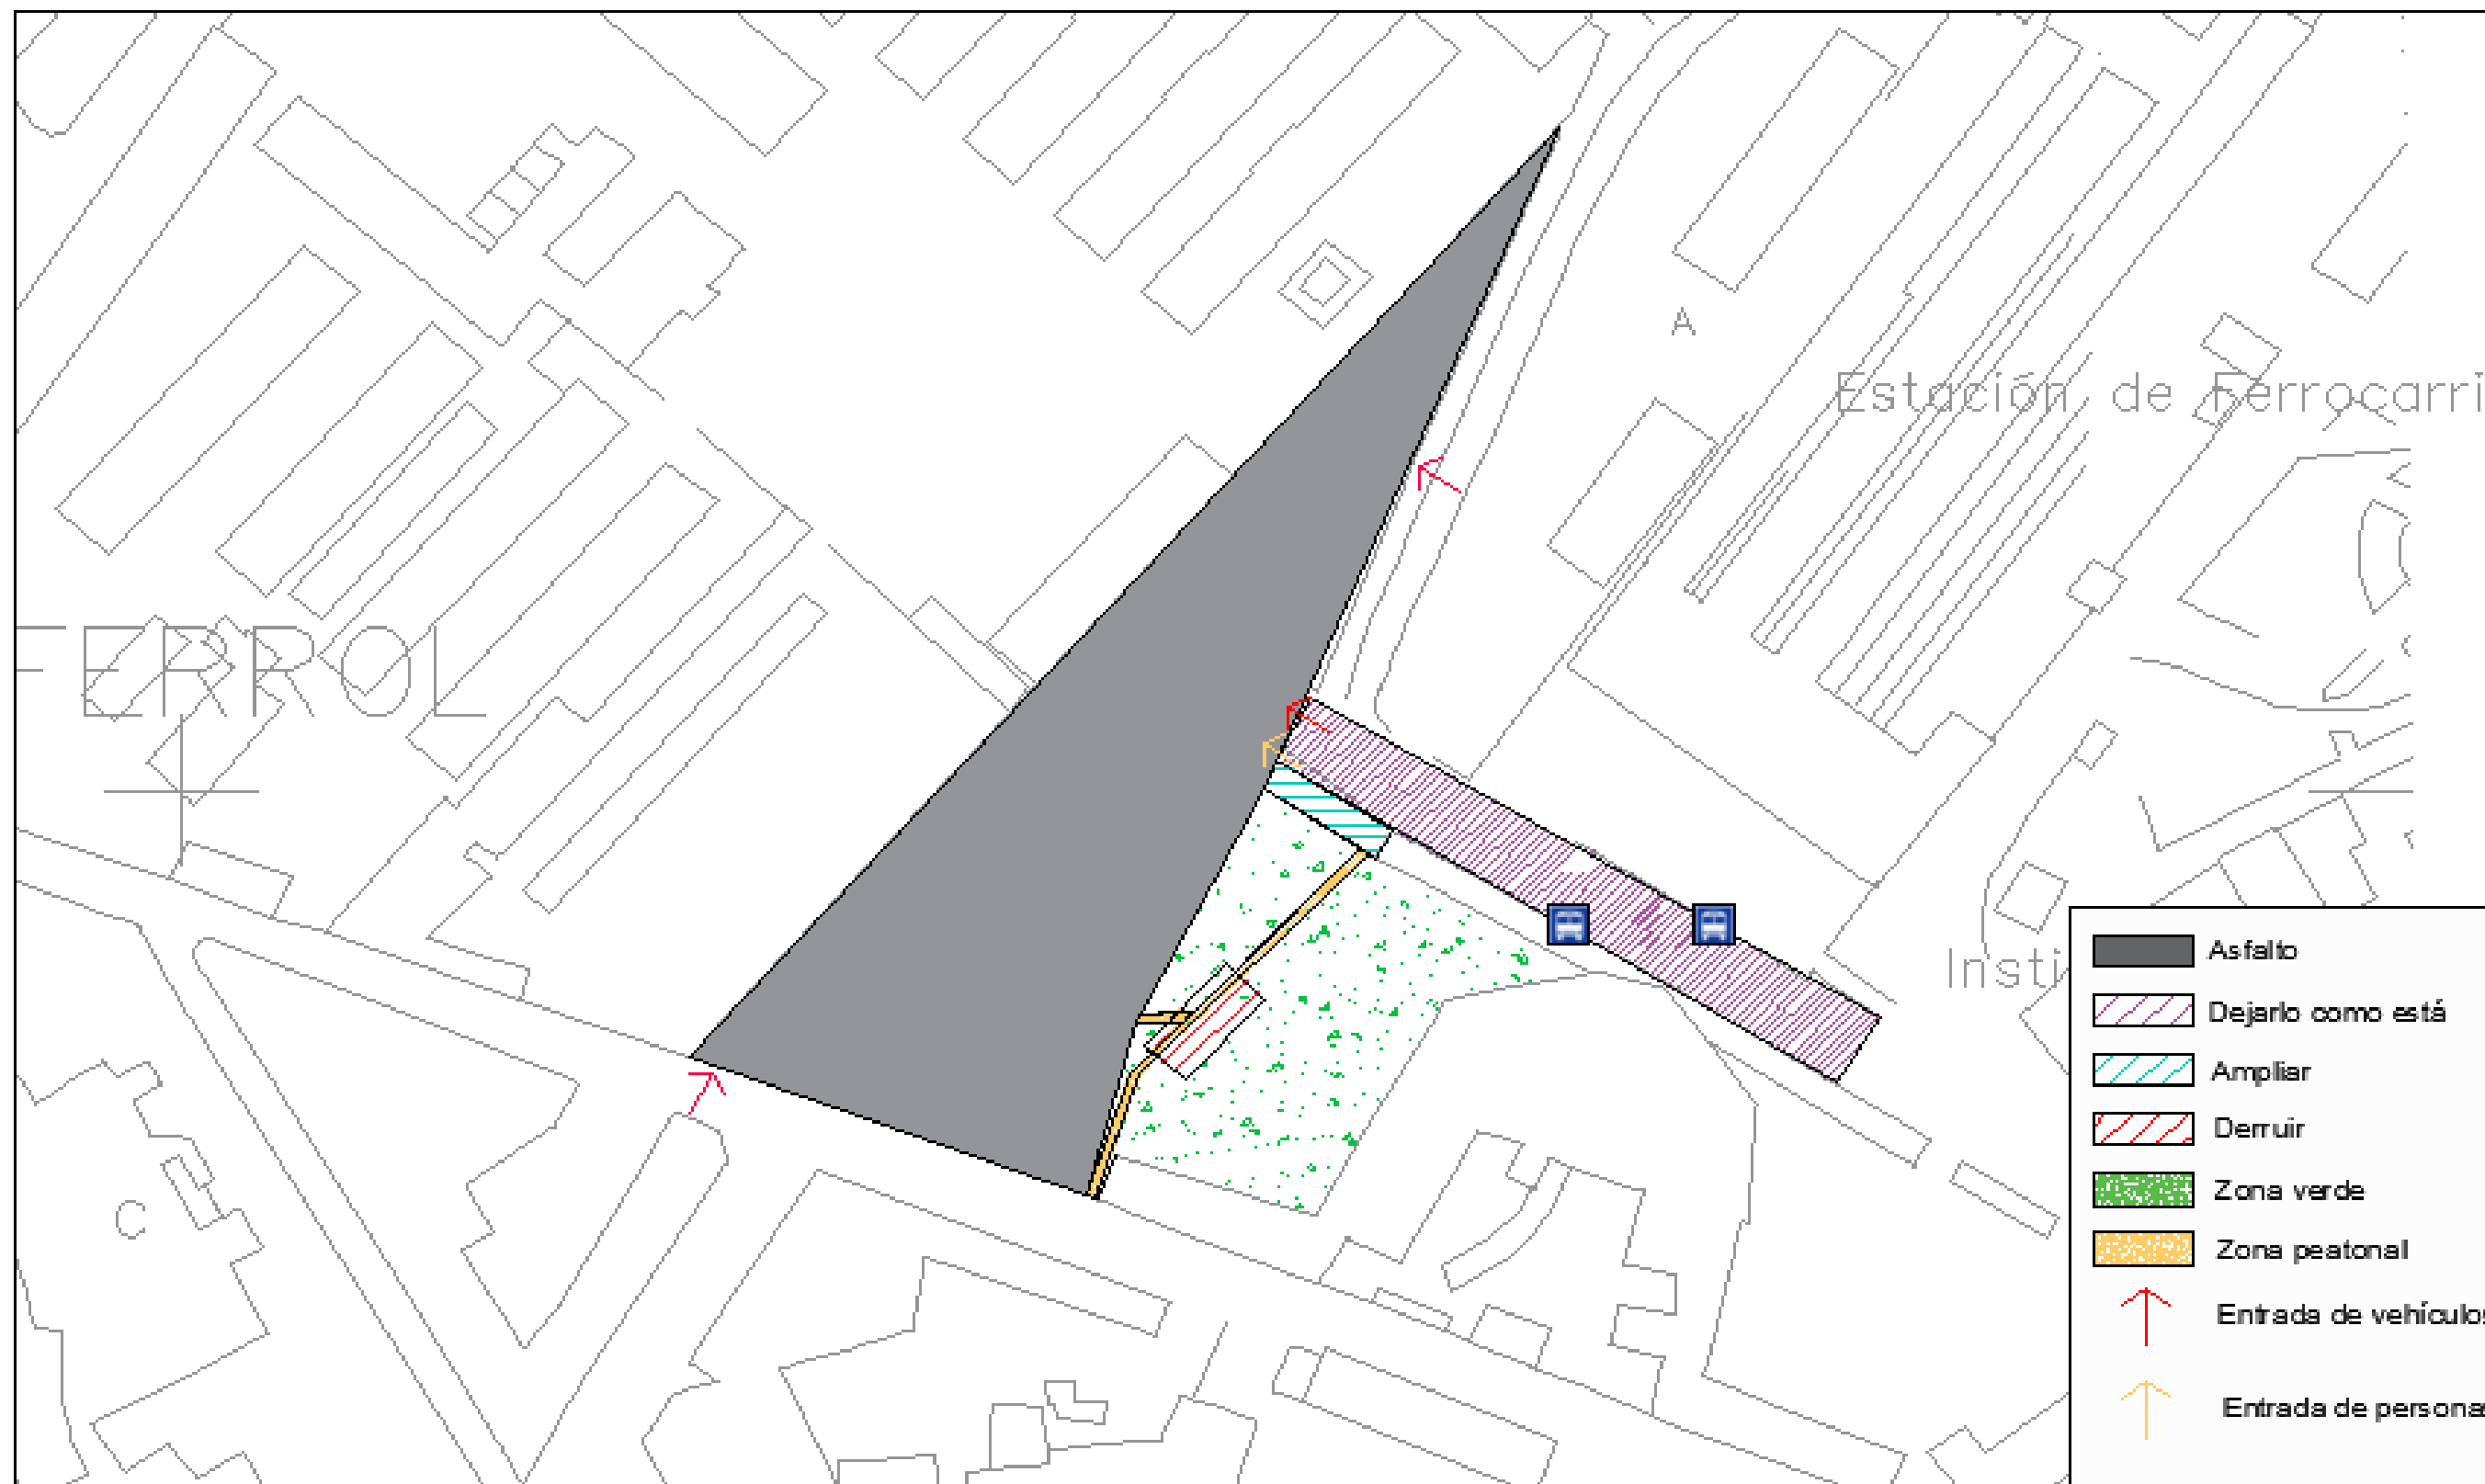 A
Estación de Ferrocarri
FERROL
Insti
C
Asfalto
Dejarlo como está
Ampliar
Derruir
Zona verde
Zona peatonal
Entrada de vehículos
Entrada de personas